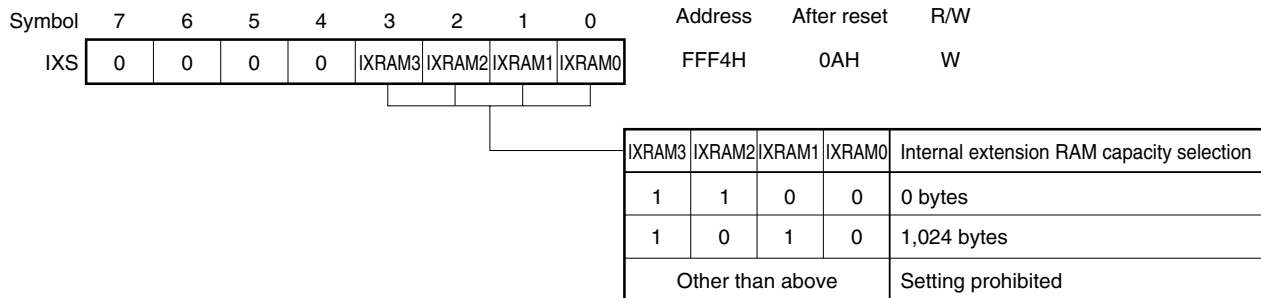 Symbol 7 6 5 4 3 2 1 0 Address After reset R/W
IXS 0 0 0 0 IXRAM3 IXRAM2 IXRAM1 IXRAM0 FFF4H 0AH W
IXRAM3 IXRAM2 IXRAM1 IXRAM0 Internal extension RAM capacity selection
1 1 0 0 0 bytes
1 0 1 0 1,024 bytes
Other than above Setting prohibited